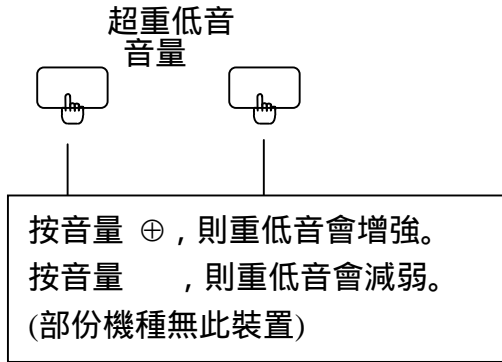 超重低音
音量
按音量 ⊕ , 則重低音會增強。
按音量 , 則重低音會減弱。
(部份機種無此裝置)